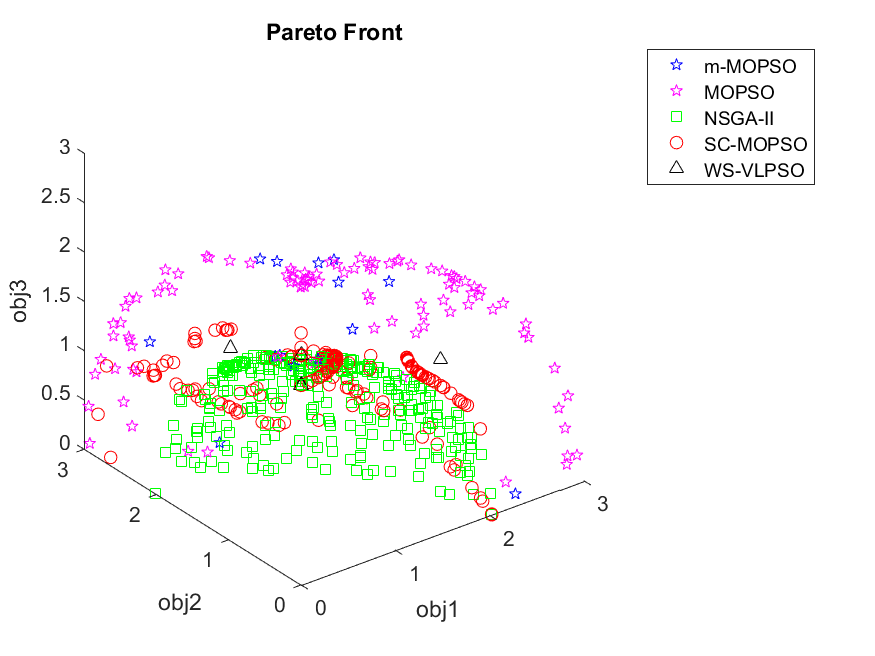 Pareto Front
m-MOPSO
MOPSO
NSGA-II
SC-MOPSO
WS-VLPSO
3
2.5
2
1.5
1
0.5
0
obj3
3
2
1
0
obj2
0
1
2
3
obj1